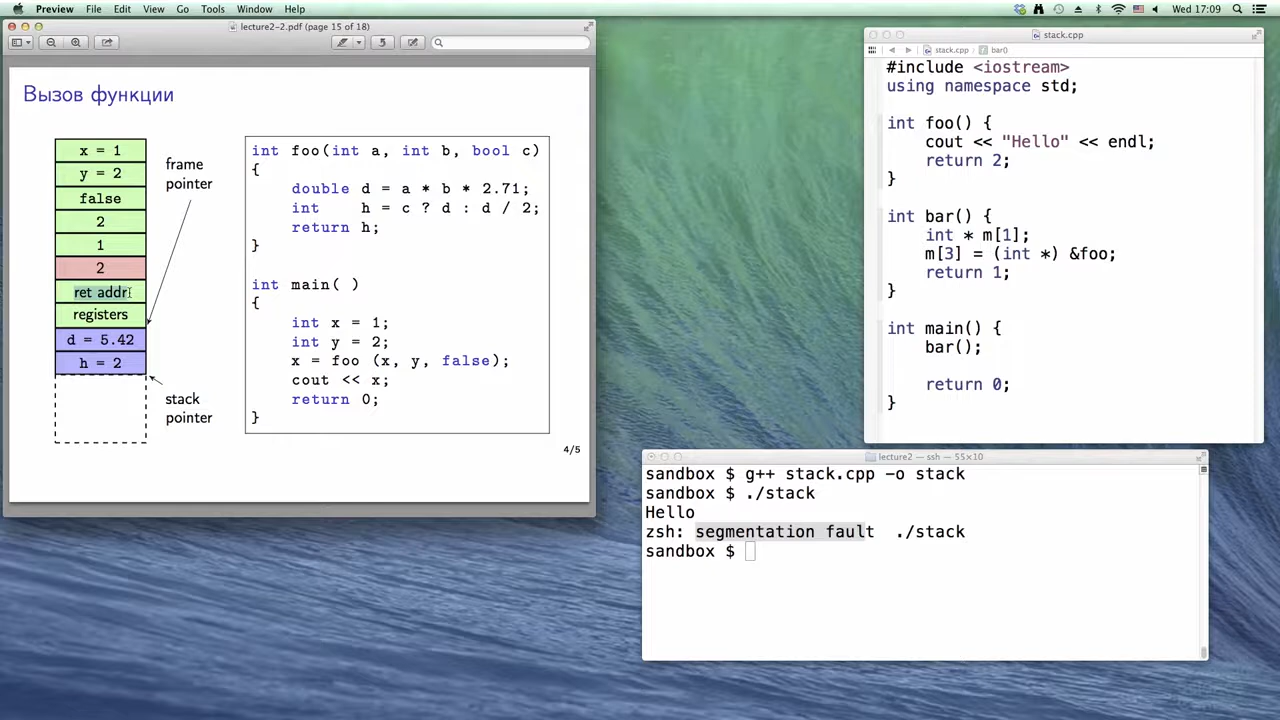 Preview File Edit View Go Tools Window Help
Wed 17:09
lecture2-2.pdf (page 15 of 18)
Вызов функции
x = 1
y = 2
false
2
1
2
ret addr
registers
d = 5.42
h = 2
frame
pointer
stack
pointer
int foo(int a, int b, bool c)
{
double d = a * b * 2.71;
int h = c ? d : d / 2;
return h;
}
int main( )
{
int x = 1;
int y = 2;
x = foo (x, y, false);
cout << x;
return 0;
}
4/5
stack.cpp
stack.cpp bar()
#include <iostream>
using namespace std;
int foo() {
cout << "Hello" << endl;
return 2;
}
int bar() {
int * m[1];
m[3] = (int *) &foo;
return 1;
}
int main() {
bar();
return 0;
}
lecture2 — ssh — 55×10
sandbox $ g++ stack.cpp -o stack
sandbox $ ./stack
Hello
zsh: segmentation fault ./stack
sandbox $